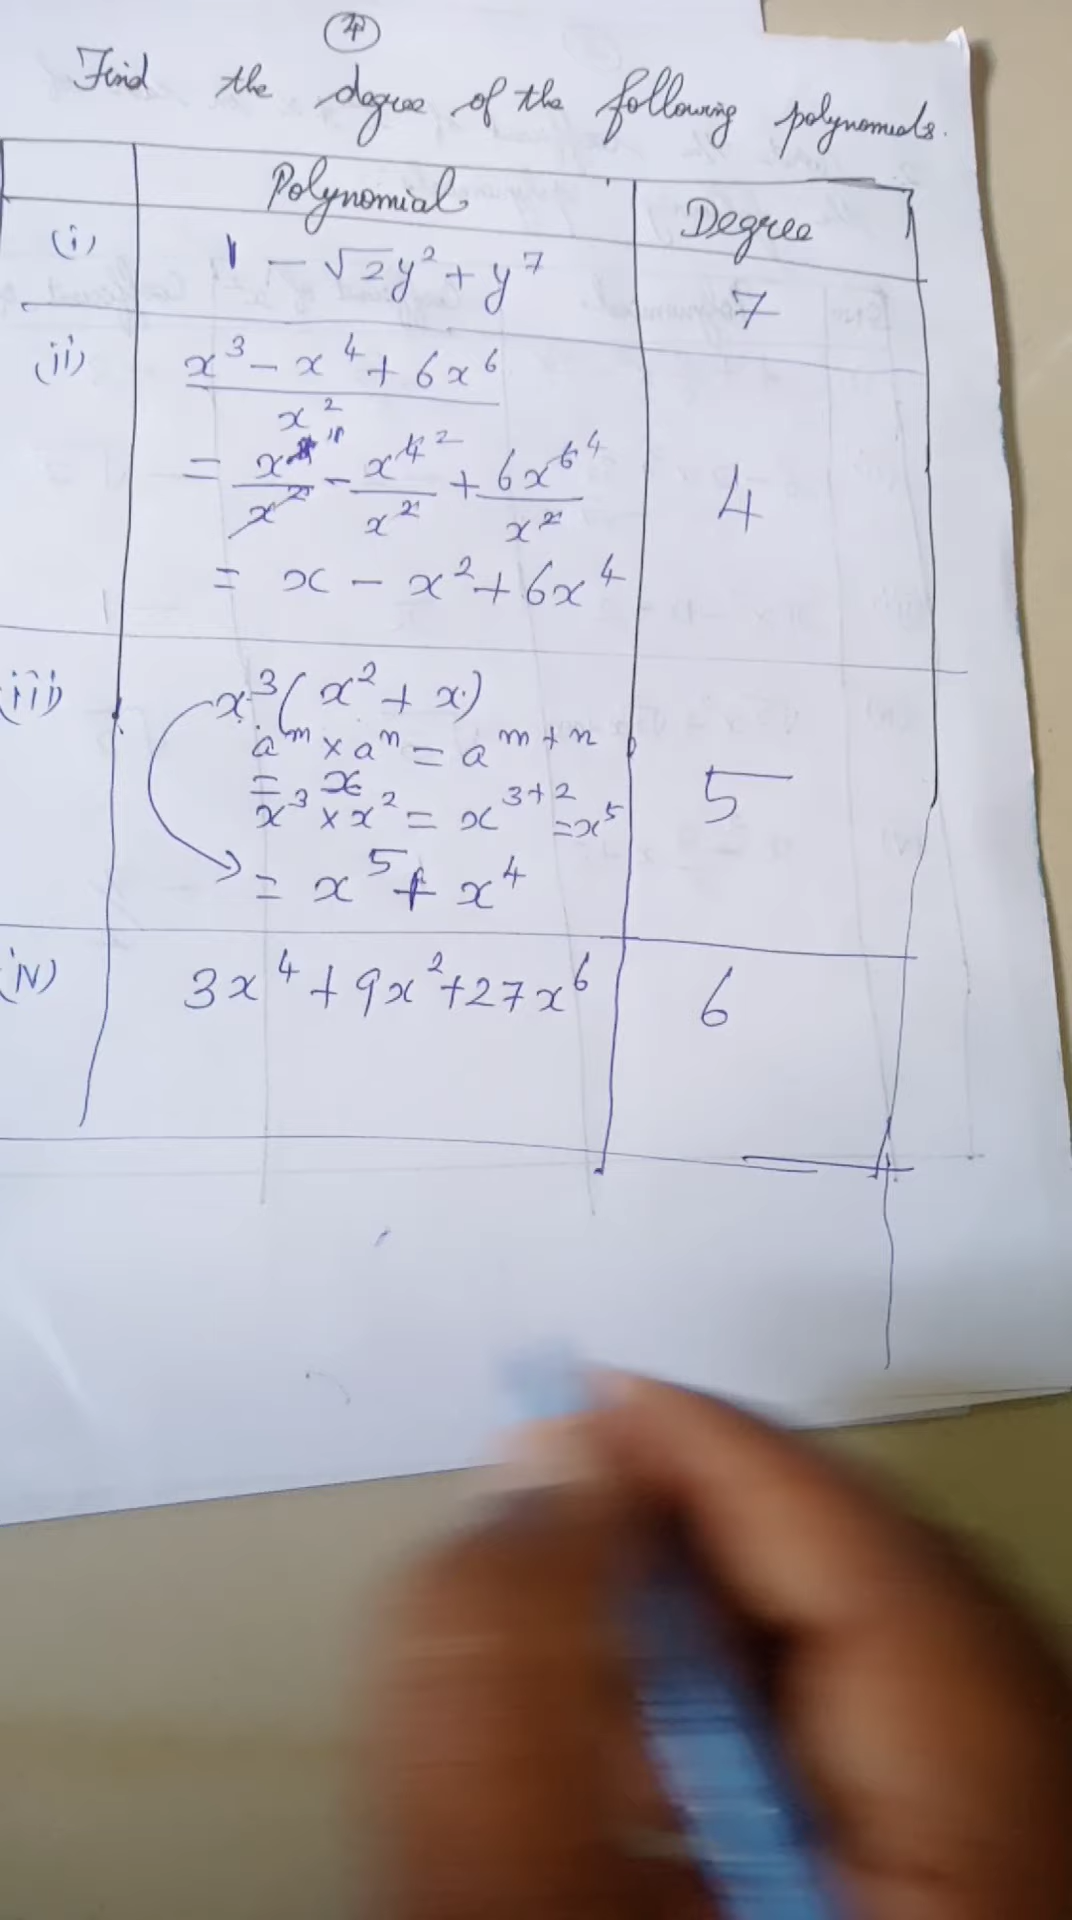 4
Find the degree of the following polynomials.
Polynomial Degree
(i) 1 - √2y² + y⁷ 7
(ii) x³ - x⁴ + 6x⁶
x²
= x³/x² - x⁴/x² + 6x⁶/x² 4
= x - x² + 6x⁴
(iii) x³(x² + x)
aᵐ × aⁿ = aᵐ⁺ⁿ
= x
x³ × x² = x³⁺² = x⁵ 5
= x⁵ + x⁴
(iv) 3x⁴ + 9x² + 27x⁶ 6